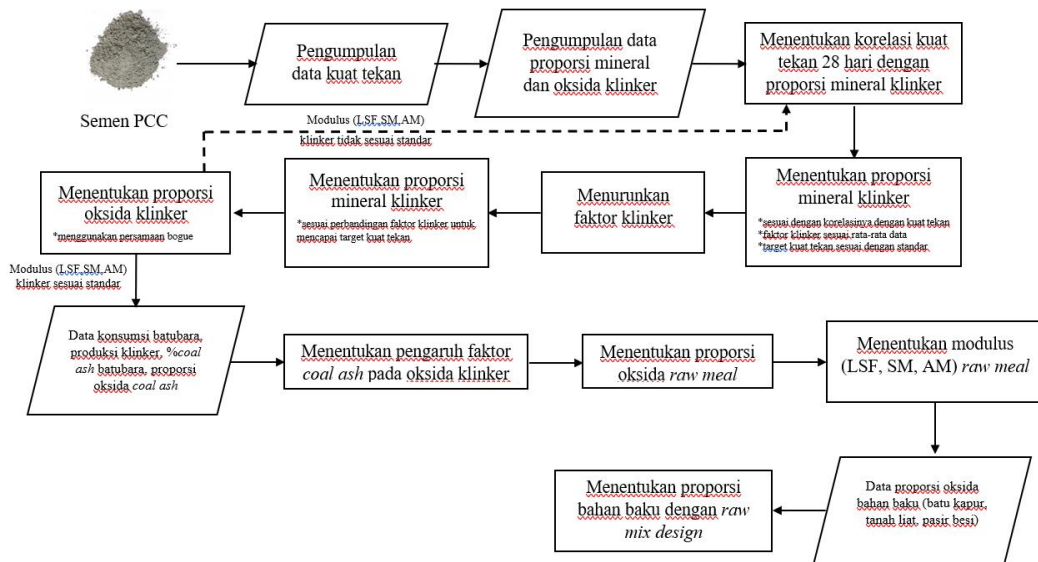 Semen PCC
Pengumpulan
data kuat tekan
Pengumpulan data
proporsi mineral
dan oksida klinker
Menentukan korelasi kuat
tekan 28 hari dengan
proporsi mineral klinker
Modulus (LSF,SM,AM)
klinker tidak sesuai standar
Menentukan proporsi
mineral klinker
*sesuai dengan korelasinya dengan kuat tekan
*faktor klinker sesuai rata-rata data
*target kuat tekan sesuai dengan standar
Menurunkan
faktor klinker
Menentukan proporsi
mineral klinker
*sesuai perbandingan faktor klinker untuk
mencapai target kuat tekan
Menentukan proporsi
oksida klinker
*menggunakan persamaan bogue
Modulus (LSF,SM,AM)
klinker sesuai standar
Data konsumsi batubara,
produksi klinker, %coal
ash batubara, proporsi
oksida coal ash
Menentukan pengaruh faktor
coal ash pada oksida klinker
Menentukan proporsi
oksida raw meal
Menentukan modulus
(LSF, SM, AM) raw meal
Data proporsi oksida
bahan baku (batu kapur,
tanah liat, pasir besi)
Menentukan proporsi
bahan baku dengan raw
mix design